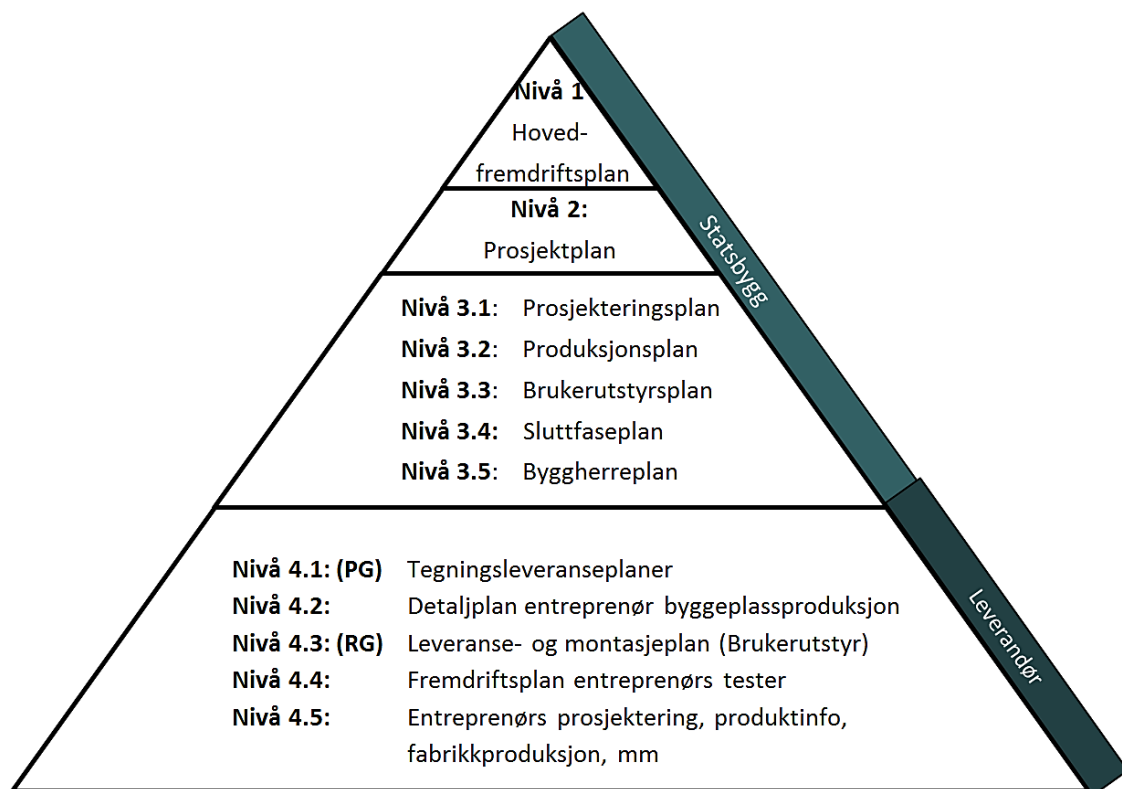 Nivå 1
Hoved-
fremdriftsplan
Nivå 2:
Prosjektplan
Nivå 3.1: Prosjekteringsplan
Nivå 3.2: Produksjonsplan
Nivå 3.3: Brukerutstyrsplan
Nivå 3.4: Sluttfaseplan
Nivå 3.5: Byggherreplan
Nivå 4.1: (PG) Tegningsleveranseplaner
Nivå 4.2: Detaljplan entreprenør byggeplassproduksjon
Nivå 4.3: (RG) Leveranse- og montasjeplan (Brukerutstyr)
Nivå 4.4: Fremdriftsplan entreprenørs tester
Nivå 4.5: Entreprenørs prosjektering, produktinfo,
fabrikkproduksjon, mm
Statsbygg
Leverandør